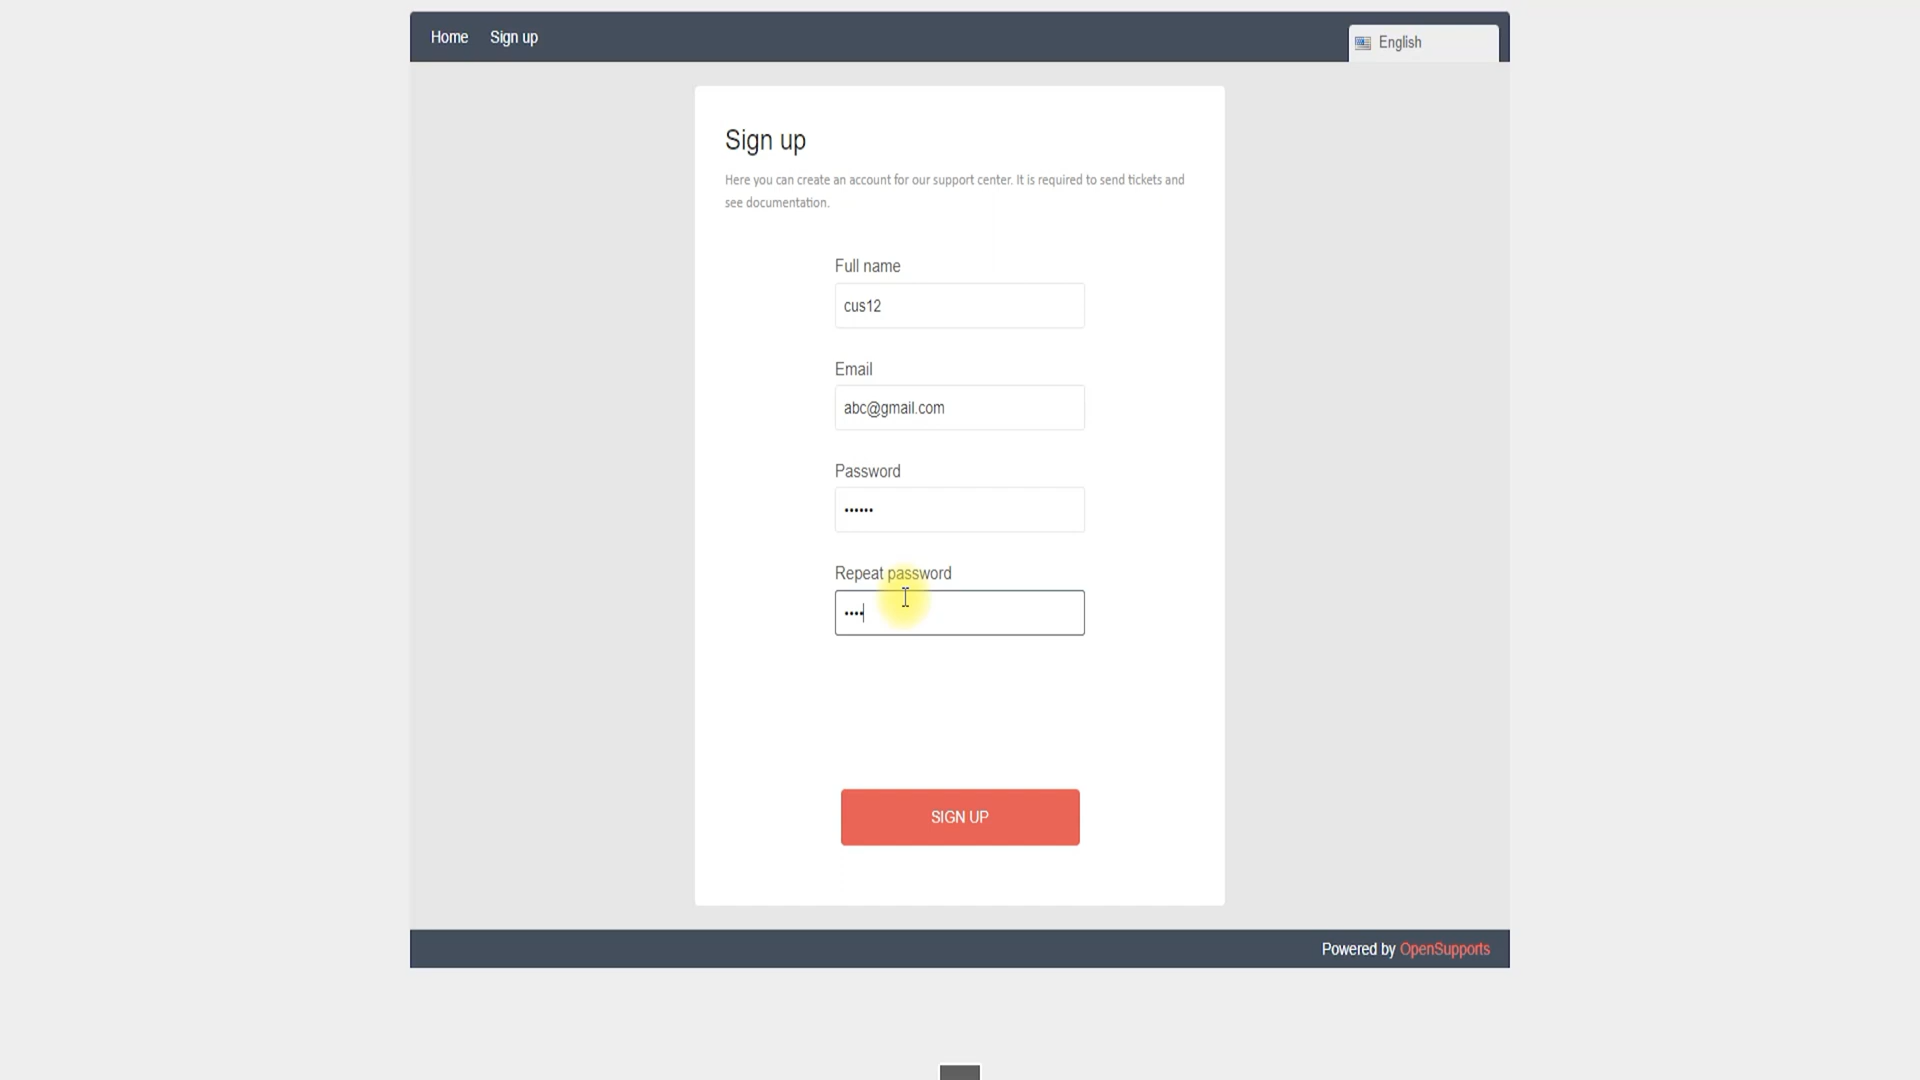 Home Sign up English
Sign up
Here you can create an account for our support center. It is required to send tickets and
see documentation.
Full name
cus12
Email
abc@gmail.com
Password
••••••
Repeat password
••••
SIGN UP
Powered by OpenSupports